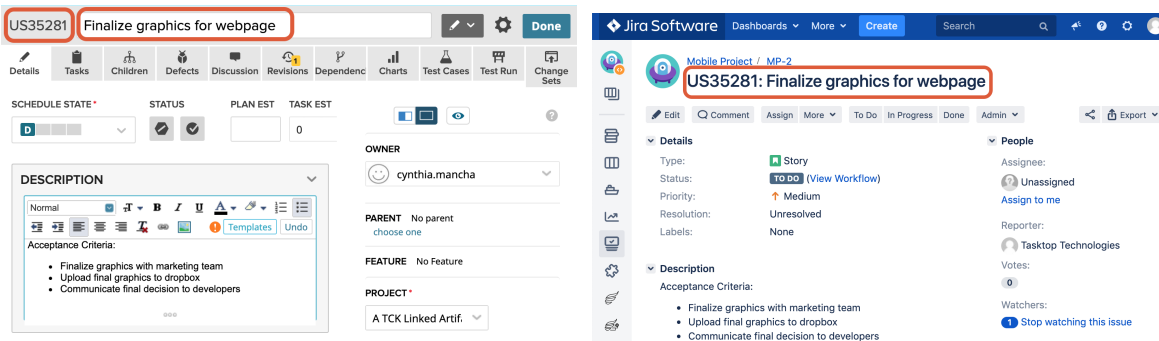 US35281 Finalize graphics for webpage Done
Details Tasks Children Defects Discussion Revisions Dependenc Charts Test Cases Test Run Change Sets
1
SCHEDULE STATE* STATUS PLAN EST TASK EST
D 0
OWNER
cynthia.mancha
DESCRIPTION
Normal
Templates Undo
Acceptance Criteria:
• Finalize graphics with marketing team
• Upload final graphics to dropbox
• Communicate final decision to developers
PARENT No parent
choose one
FEATURE No Feature
PROJECT*
A TCK Linked Artif
Jira Software Dashboards More Create Search
Mobile Project / MP-2
US35281: Finalize graphics for webpage
Edit Comment Assign More To Do In Progress Done Admin Export
Details
Type: Story
Status: TO DO (View Workflow)
Priority: Medium
Resolution: Unresolved
Labels: None
Description
Acceptance Criteria:
• Finalize graphics with marketing team
• Upload final graphics to dropbox
• Communicate final decision to developers
People
Assignee:
Unassigned
Assign to me
Reporter:
Tasktop Technologies
Votes:
0
Watchers:
1 Stop watching this issue